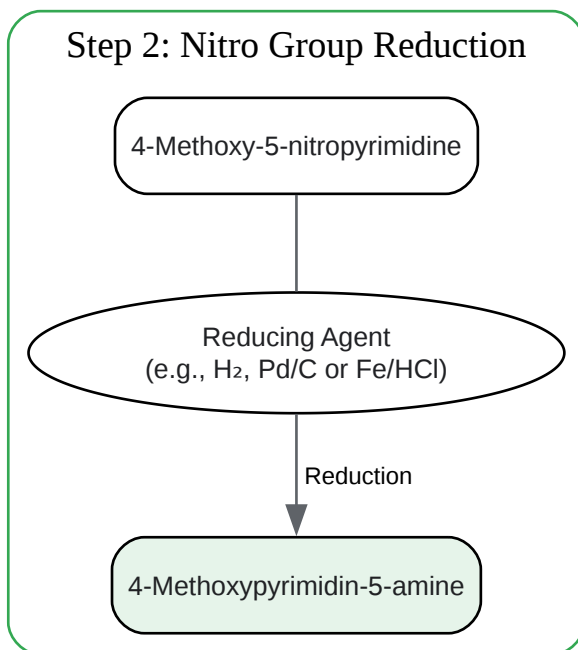 Step 2: Nitro Group Reduction
4-Methoxy-5-nitropyrimidine
Reducing Agent
(e.g., H₂, Pd/C or Fe/HCl)
Reduction
4-Methoxypyrimidin-5-amine